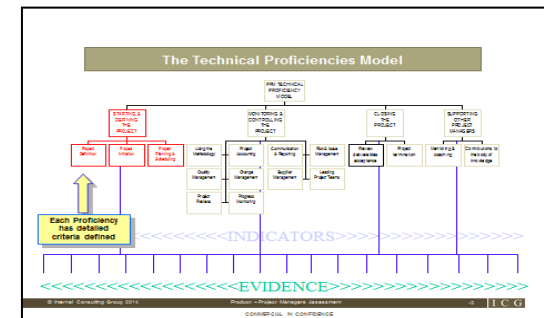 The Technical Proficiencies Model
PPM TECHNICAL
PROFICIENCY
MODEL
STARTING &
DEFINING
THE
PROJECT
MONITORING &
CONTROLLING
THE
PROJECT
CLOSING
THE
PROJECT
SUPPORTING
OTHER
PROJECT
MANAGERS
Project
Definition
Project
Initiation
Project
Planning &
Scheduling
Using the
Methodology
Project
Accounting
Communication
& Reporting
Risk & Issue
Management
Review
deliverables
acceptance
Project
termination
Mentoring &
coaching
Contributions to
the body of
knowledge
Quality
Management
Change
Management
Supplier
Management
Leading
Project Teams
Project
Reviews
Progress
Monitoring
Each Proficiency
has detailed
criteria defined
<<<<<<<<<INDICATORS>>>>>>>>>>>>>>>>>>
<<<<<<<<<<<<<<<<<<EVIDENCE>>>>>>>>>>>>>>>>>>
© Internal Consulting Group 2014
Product – Project Managers Assessment
ICG
COMMERCIAL IN CONFIDENCE